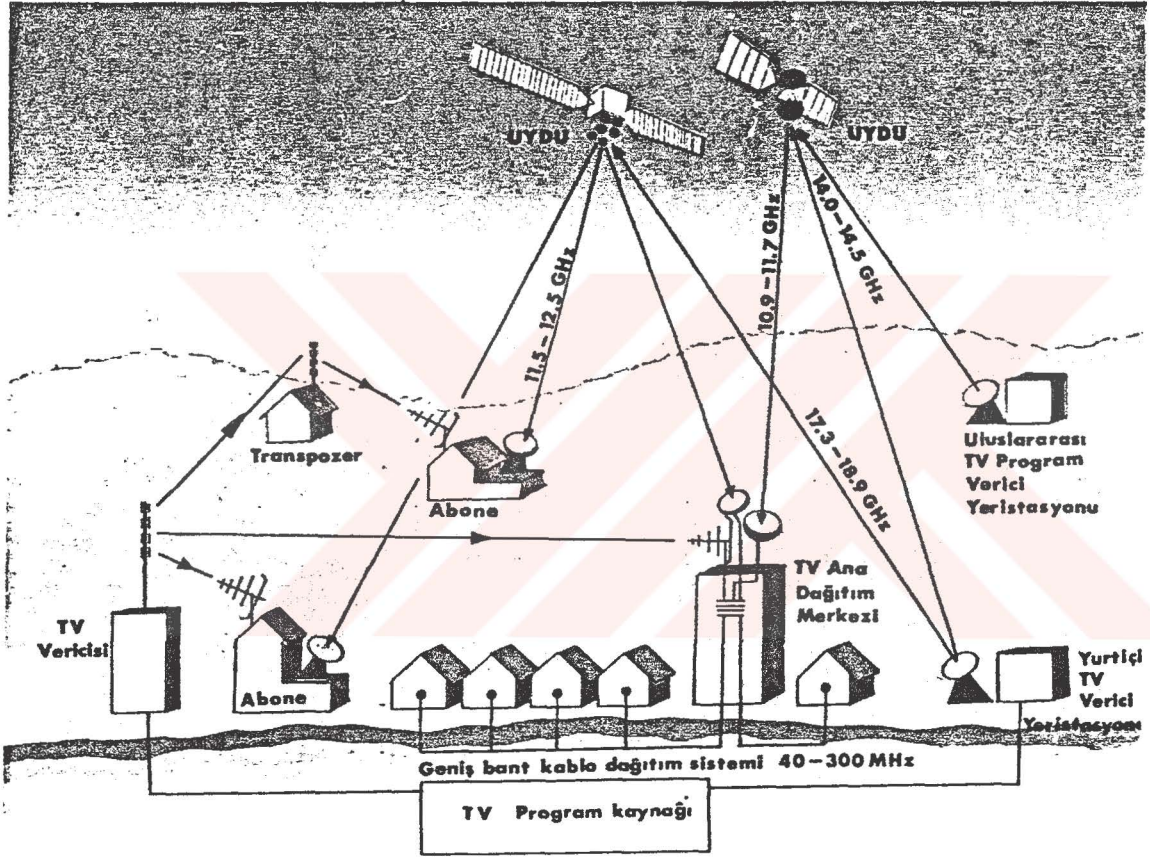 UYDU
UYDU
11.5-12.5 GHz
10.9-11.7 GHz
14.0-14.5 GHz
17.3-18.9 GHz
Transpozer
Abone
Uluslararası
TV Program
Verici
Yeristasyonu
TV Ana
Dağıtım
Merkezi
TV
Vericisi
Abone
Yurtiçi
TV
Verici
Yeristasyonu
Geniş bant kablo dağıtım sistemi 40-300 MHz
TV Program kaynağı